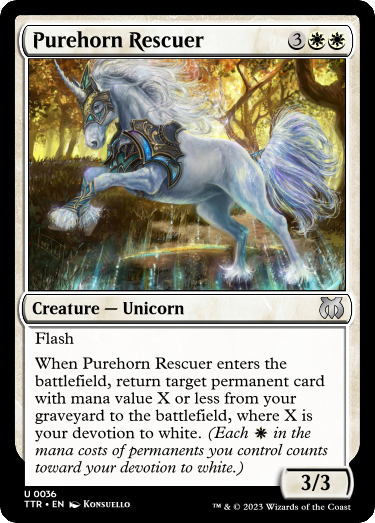 Purehorn Rescuer 3
Creature — Unicorn
Flash
When Purehorn Rescuer enters the
battlefield, return target permanent card
with mana value X or less from your
graveyard to the battlefield, where X is
your devotion to white. (Each in the
mana costs of permanents you control counts
toward your devotion to white.)
3/3
U 0036
TTR • EN Konsuello
™ & © 2023 Wizards of the Coast